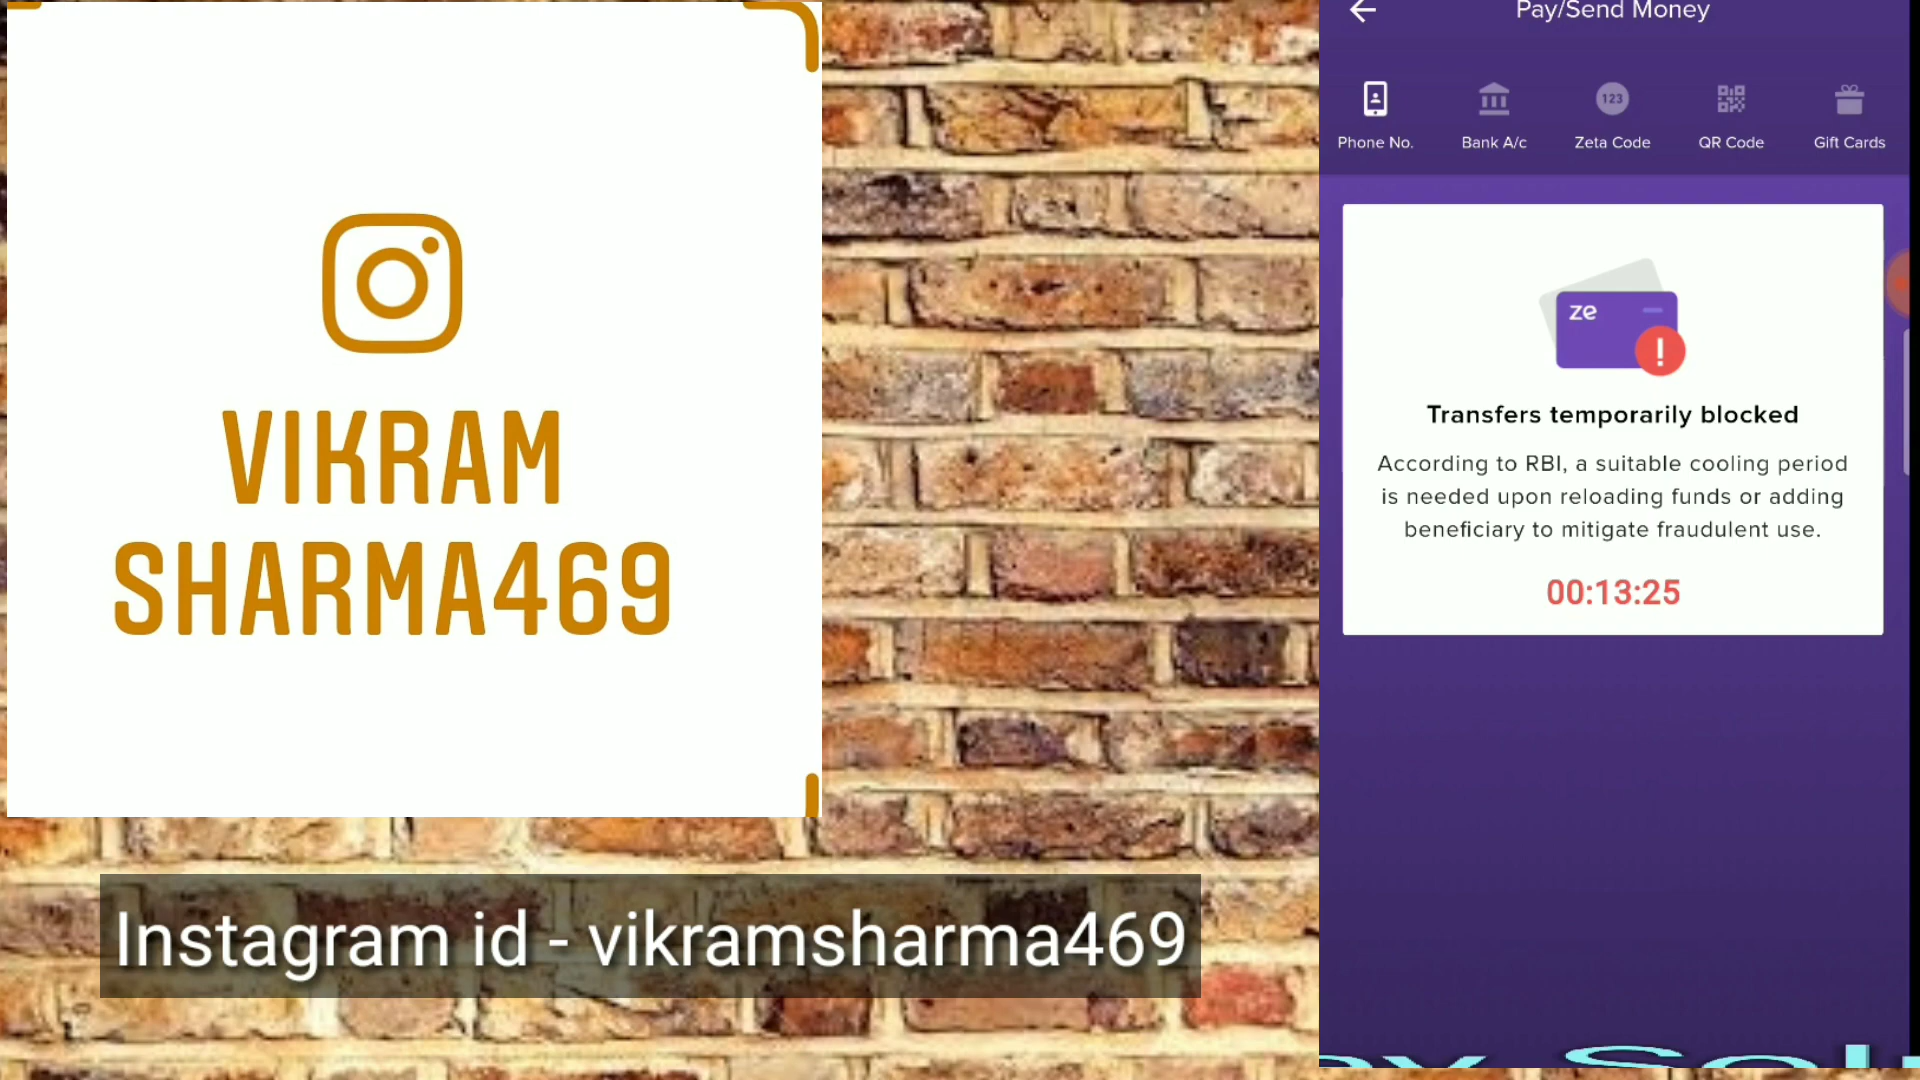 VIKRAM
SHARMA469
Instagram id - vikramsharma469
Pay/Send Money
Phone No.
Bank A/c
123
Zeta Code
QR Code
Gift Cards
ze
!
Transfers temporarily blocked
According to RBI, a suitable cooling period
is needed upon reloading funds or adding
beneficiary to mitigate fraudulent use.
00:13:25